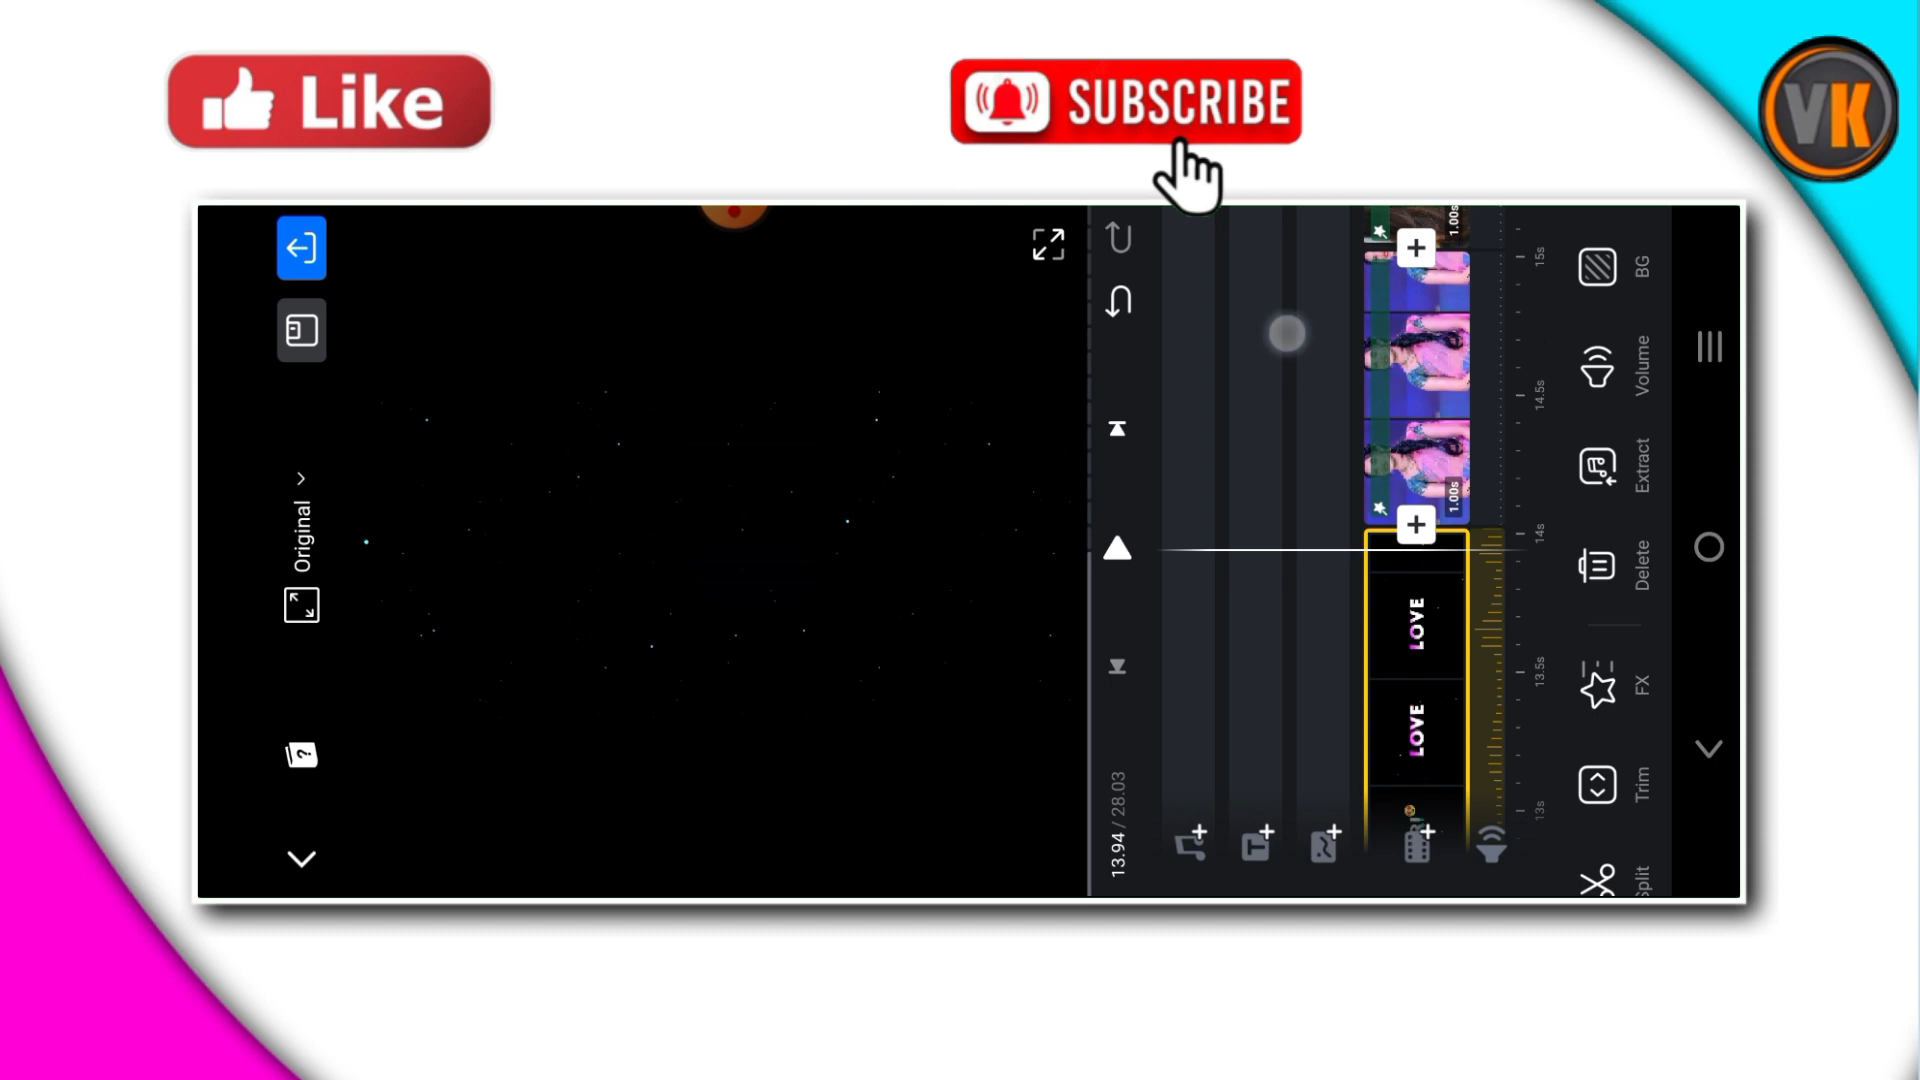 Like
SUBSCRIBE
VK
Original
13.94 / 28.03
LOVE
LOVE
1.00s
1.00s
15s
14.5s
14s
13.5s
13s
BG
Volume
Extract
Delete
FX
Trim